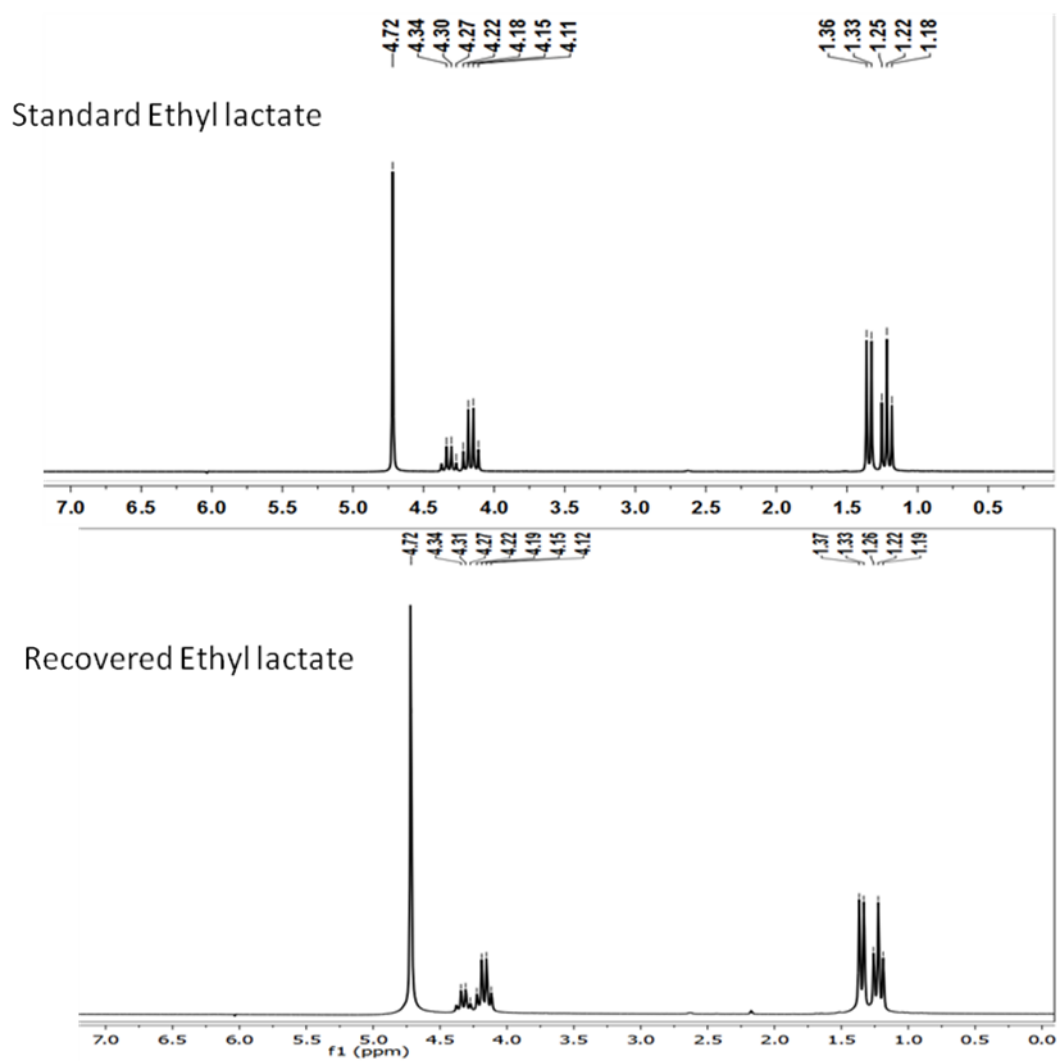 4.72 4.34 4.30 4.27 4.22 4.18 4.15 4.11 1.36 1.33 1.25 1.22 1.18
Standard Ethyl lactate
7.0 6.5 6.0 5.5 5.0 4.5 4.0 3.5 3.0 2.5 2.0 1.5 1.0 0.5
4.72 4.34 4.31 4.27 4.22 4.19 4.15 4.12 1.37 1.33 1.26 1.22 1.19
Recovered Ethyl lactate
7.0 6.5 6.0 5.5 5.0 4.5 4.0 3.5 3.0 2.5 2.0 1.5 1.0 0.5 0.0
f1 (ppm)